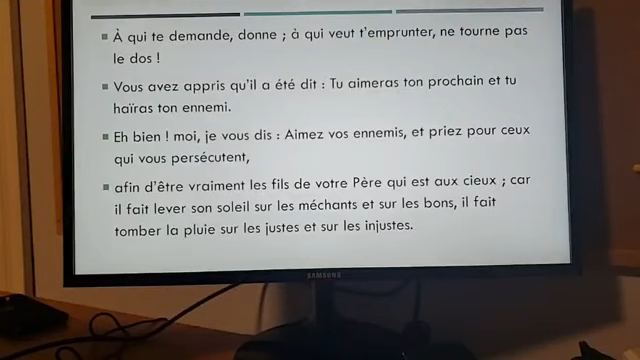 À qui te demande, donne ; à qui veut t'emprunter, ne tourne pas
le dos !
Vous avez appris qu'il a été dit : Tu aimeras ton prochain et tu
haïras ton ennemi.
Eh bien ! moi, je vous dis : Aimez vos ennemis, et priez pour ceux
qui vous persécutent,
afin d'être vraiment les fils de votre Père qui est aux cieux ; car
il fait lever son soleil sur les méchants et sur les bons, il fait
tomber la pluie sur les justes et sur les injustes.
SAMSUNG